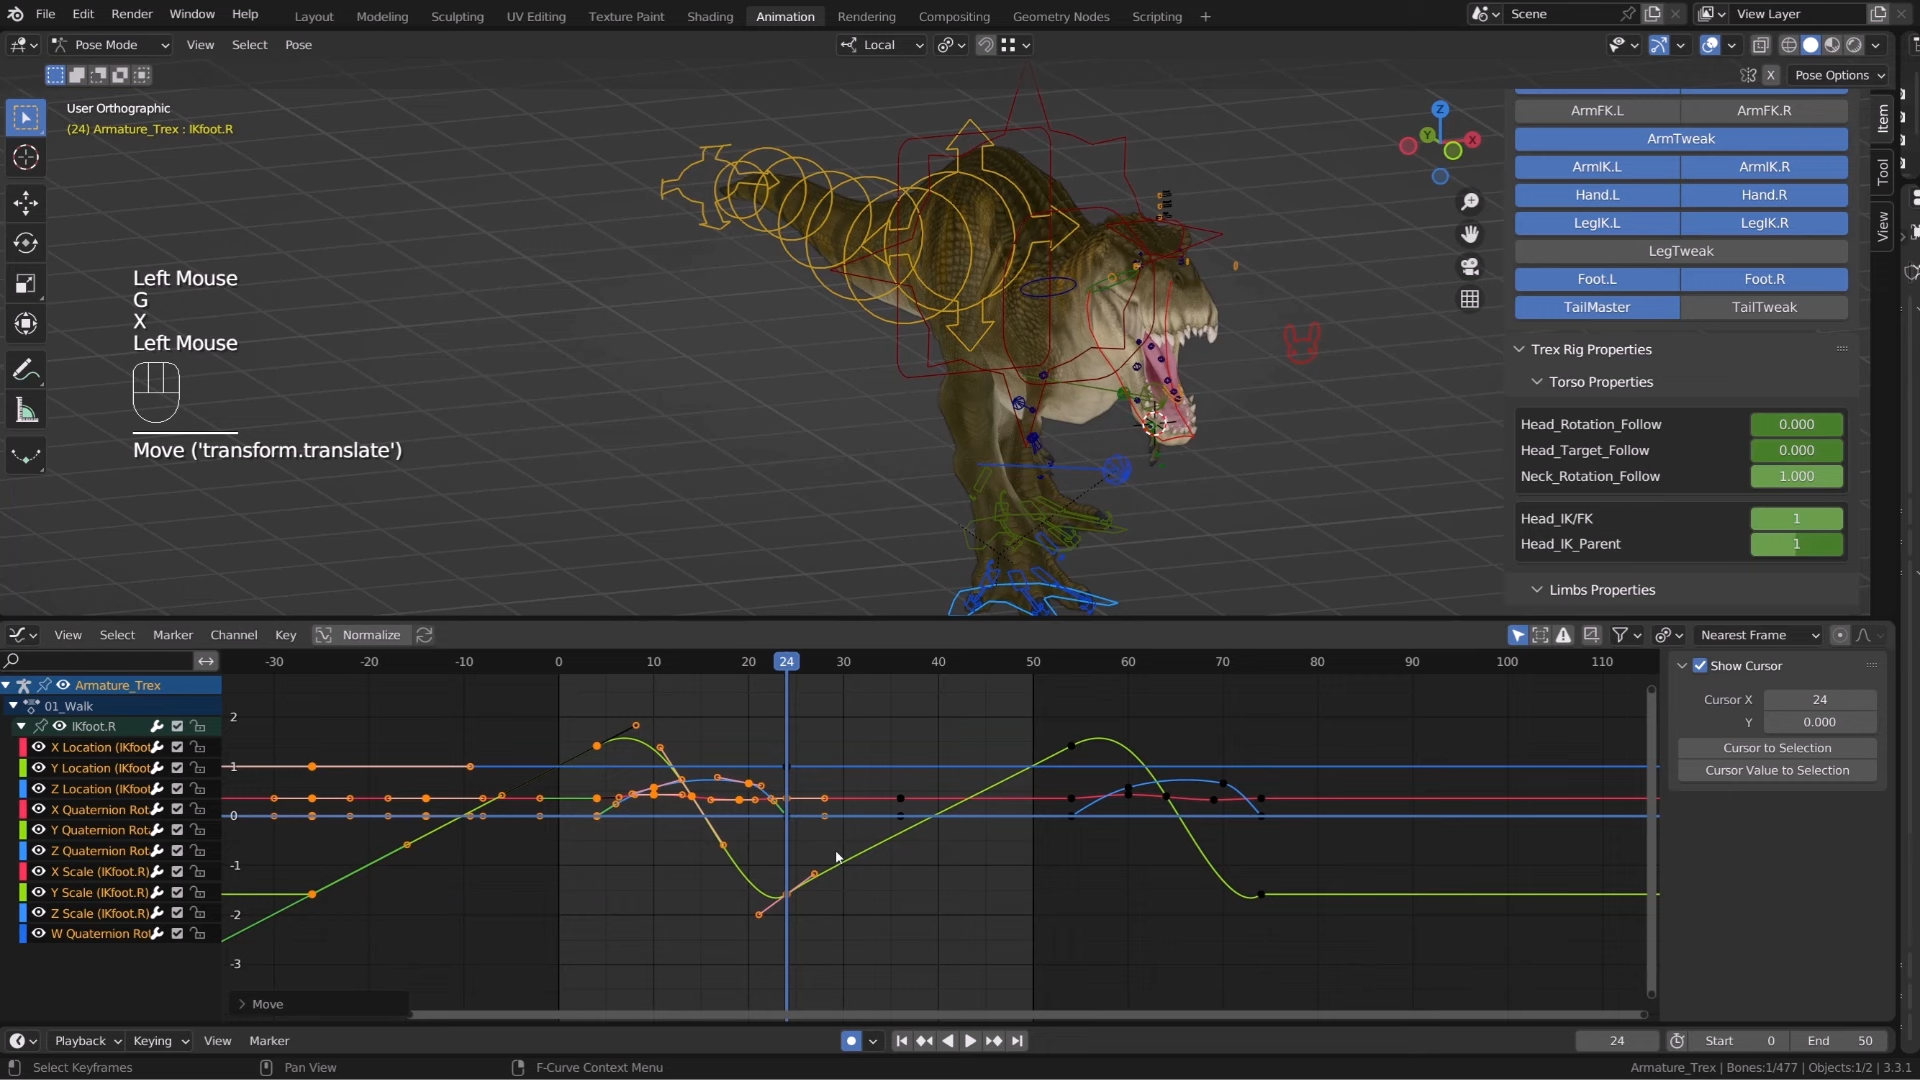 File Edit Render Window Help Layout Modeling Sculpting UV Editing Texture Paint Shading Animation Rendering Compositing Geometry Nodes Scripting + Scene View Layer
Pose Mode View Select Pose Local
X Pose Options
User Orthographic
(24) Armature_Trex : IKfoot.R
Z
Y
X
Left Mouse
G
X
Left Mouse
Move ('transform.translate')
ArmFK.L ArmFK.R
ArmTweak
ArmIK.L ArmIK.R
Hand.L Hand.R
LegIK.L LegIK.R
LegTweak
Foot.L Foot.R
TailMaster TailTweak
Item
Tool
View
Trex Rig Properties
Torso Properties
Head_Rotation_Follow 0.000
Head_Target_Follow 0.000
Neck_Rotation_Follow 1.000
Head_IK/FK 1
Head_IK_Parent 1
Limbs Properties
View Select Marker Channel Key Normalize Nearest Frame
-30 -20 -10 0 10 20 24 30 40 50 60 70 80 90 100 110
Armature_Trex
01_Walk
IKfoot.R
X Location (IKfoot
Y Location (IKfoot
Z Location (IKfoot
X Quaternion Rot
Y Quaternion Rot
Z Quaternion Rot
X Scale (IKfoot.R)
Y Scale (IKfoot.R)
Z Scale (IKfoot.R)
W Quaternion Rot
2
1
0
-1
-2
-3
Move
Show Cursor
Cursor X 24
Y 0.000
Cursor to Selection
Cursor Value to Selection
Playback Keying View Marker 24 Start 0 End 50
Select Keyframes Pan View F-Curve Context Menu Armature_Trex | Bones:1/477 | Objects:1/2 | 3.3.1